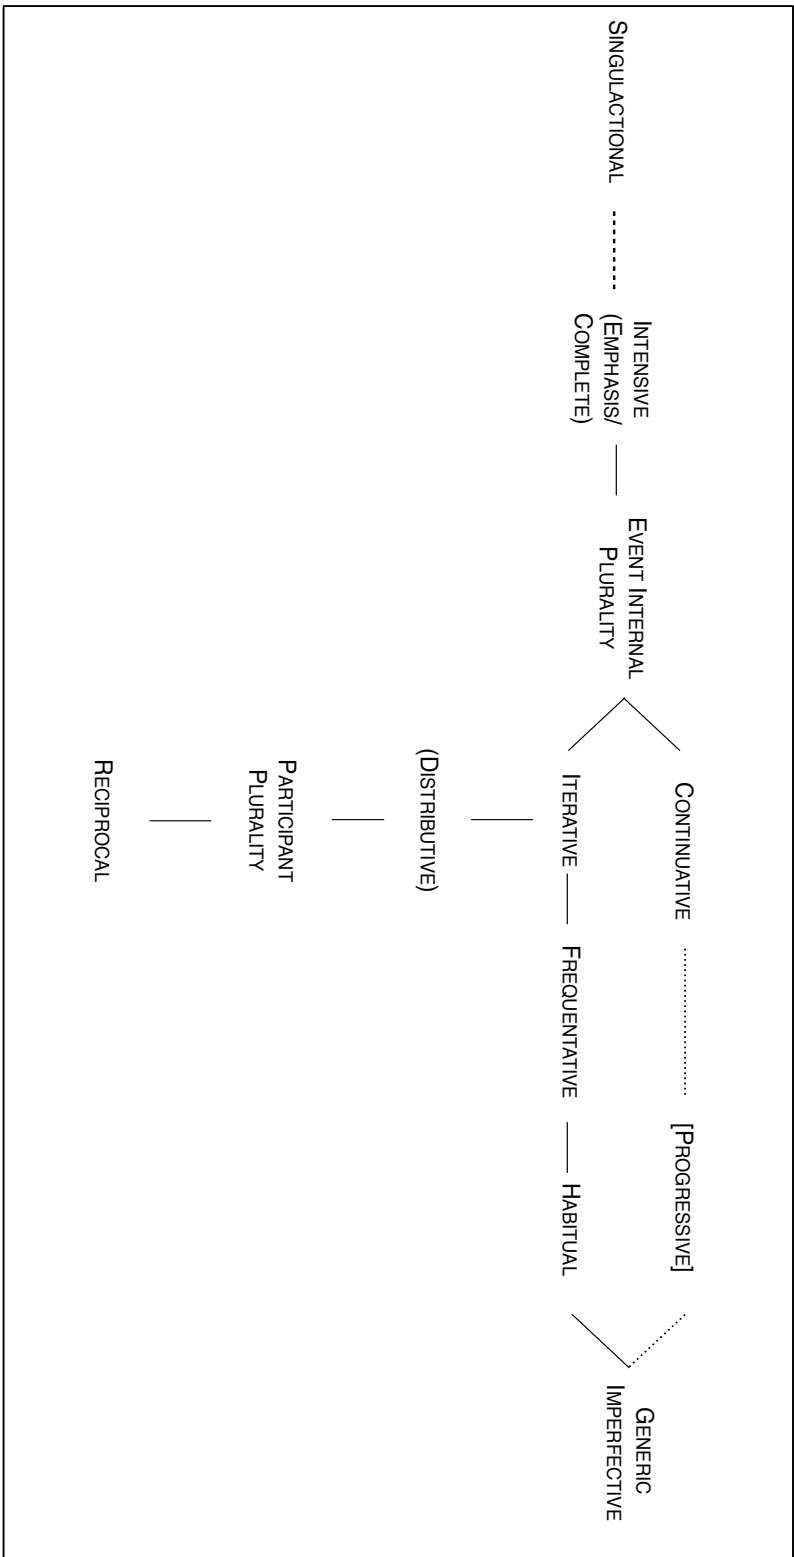 SINGULACTIONAL
INTENSIVE
(EMPHASIS/
COMPLETE)
EVENT INTERNAL
PLURALITY
CONTINUATIVE
[PROGRESSIVE]
ITERATIVE
FREQUENTATIVE
HABITUAL
GENERIC
IMPERFECTIVE
(DISTRIBUTIVE)
PARTICIPANT
PLURALITY
RECIPROCAL